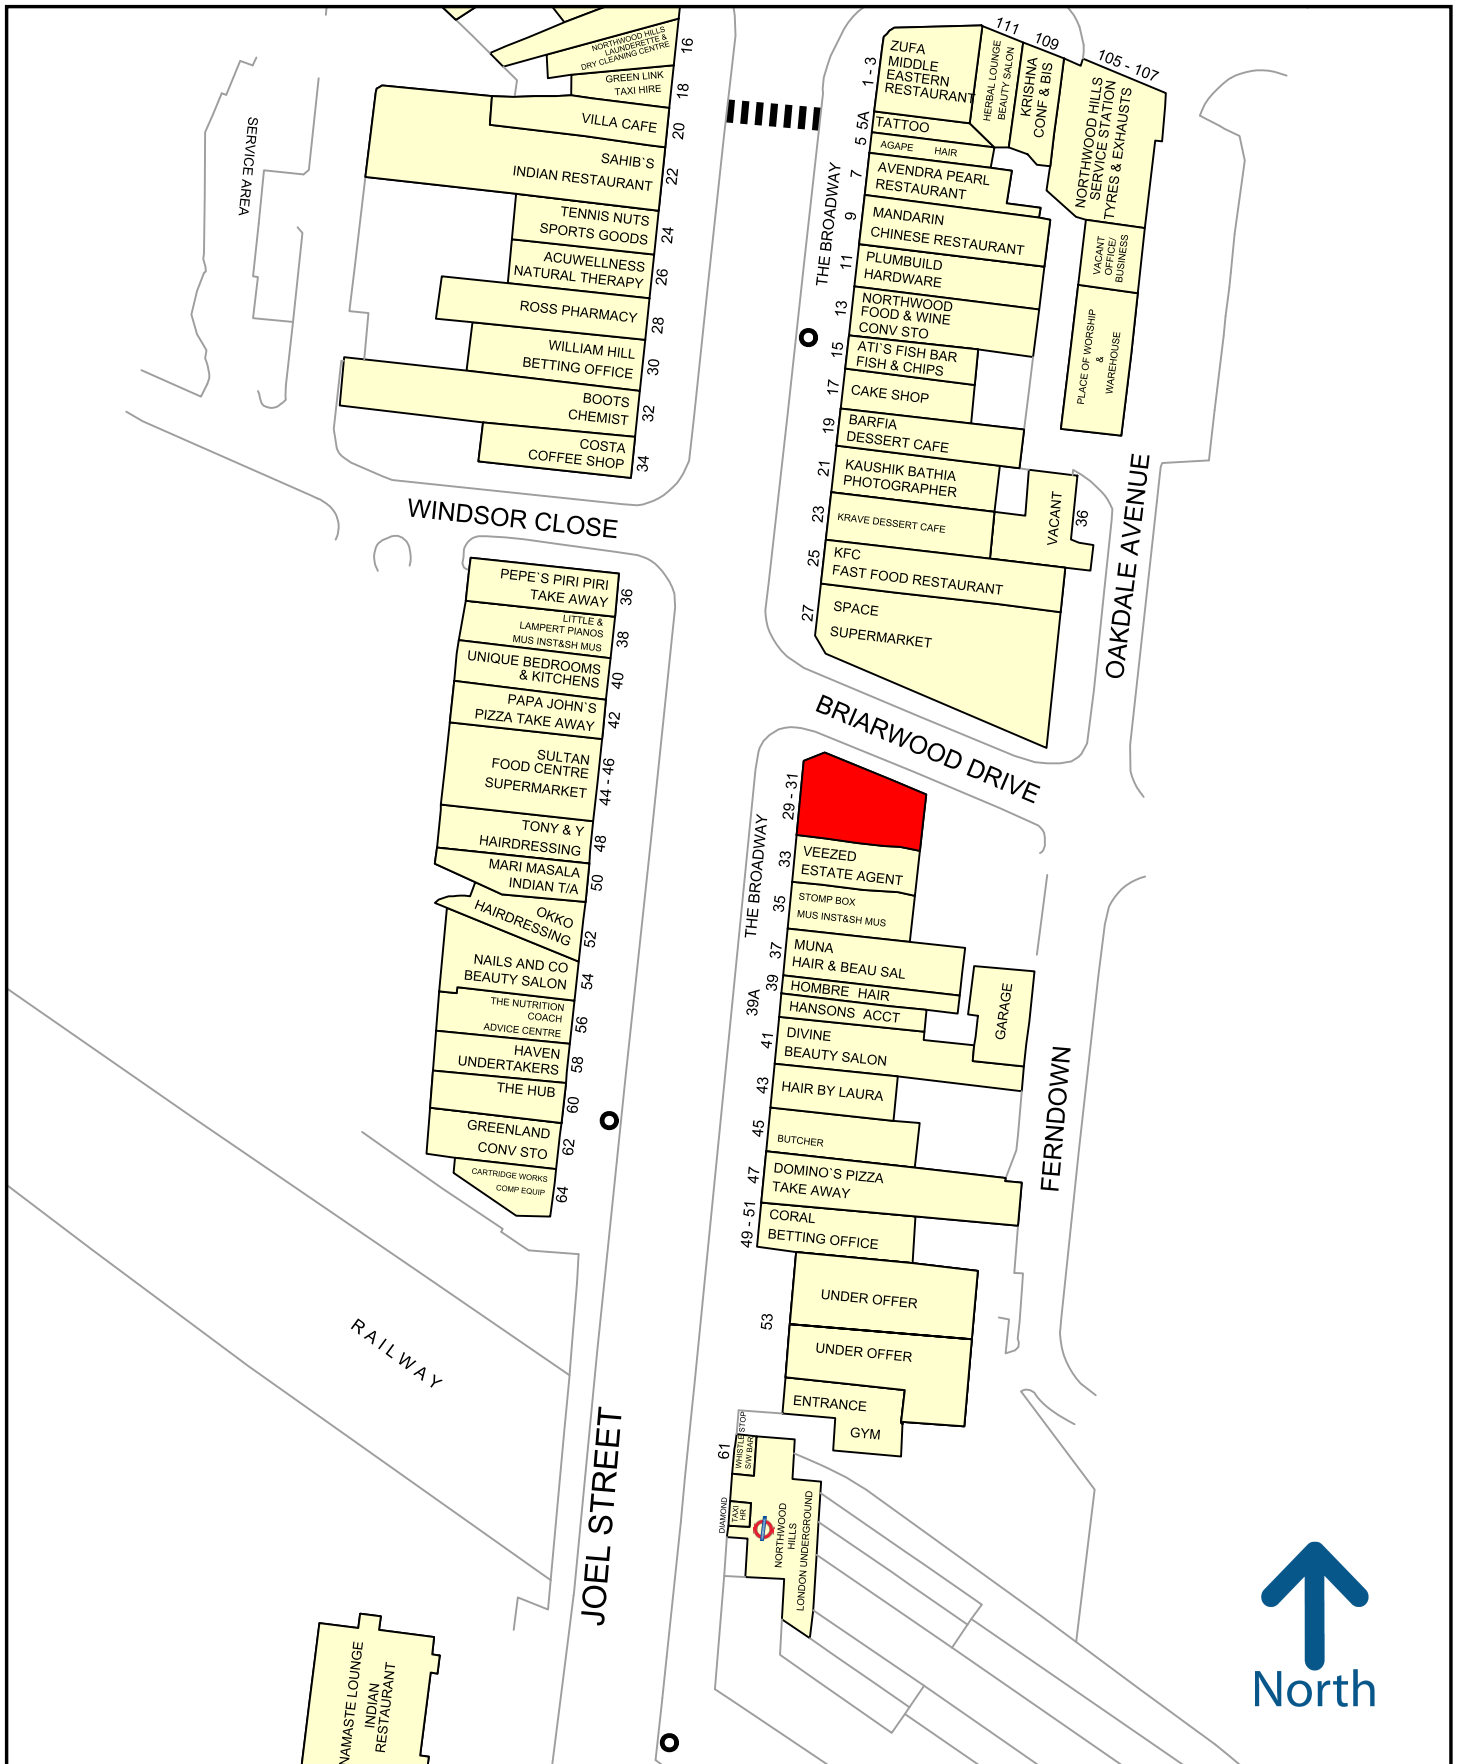 NORTHWOOD HILLS
LAUNDERETTE &
DRY CLEANING CENTRE
16
GREEN LINK
TAXI HIRE
18
VILLA CAFE
20
SAHIB`S
INDIAN RESTAURANT
22
TENNIS NUTS
SPORTS GOODS
24
ACUWELLNESS
NATURAL THERAPY
26
ROSS PHARMACY
28
WILLIAM HILL
BETTING OFFICE
30
BOOTS
CHEMIST
32
COSTA
COFFEE SHOP
34
SERVICE AREA
WINDSOR CLOSE
PEPE`S PIRI PIRI
TAKE AWAY
36
LITTLE &
LAMPERT PIANOS
MUS INST&SH MUS
38
UNIQUE BEDROOMS
& KITCHENS
40
PAPA JOHN`S
PIZZA TAKE AWAY
42
SULTAN
FOOD CENTRE
SUPERMARKET
44 - 46
TONY & Y
HAIRDRESSING
48
MARI MASALA
INDIAN T/A
50
OKKO
HAIRDRESSING
52
NAILS AND CO
BEAUTY SALON
54
THE NUTRITION
COACH
ADVICE CENTRE
56
HAVEN
UNDERTAKERS
58
THE HUB
60
GREENLAND
CONV STO
62
CARTRIDGE WORKS
COMP EQUIP
64
RAILWAY
JOEL STREET
NAMASTE LOUNGE
INDIAN
RESTAURANT
1 - 3
ZUFA
MIDDLE
EASTERN
RESTAURANT
111
HERBAL LOUNGE
BEAUTY SALON
109
KRISHNA
CONF & BIS
105 - 107
NORTHWOOD HILLS
SERVICE STATION
TYRES & EXHAUSTS
5A
TATTOO
5
AGAPE HAIR
7
AVENDRA PEARL
RESTAURANT
9
MANDARIN
CHINESE RESTAURANT
VACANT
OFFICE/
BUSINESS
THE BROADWAY
11
PLUMBUILD
HARDWARE
13
NORTHWOOD
FOOD & WINE
CONV STO
PLACE OF WORSHIP
&
WAREHOUSE
15
ATI`S FISH BAR
FISH & CHIPS
17
CAKE SHOP
19
BARFIA
DESSERT CAFE
21
KAUSHIK BATHIA
PHOTOGRAPHER
VACANT
36
23
KRAVE DESSERT CAFE
25
KFC
FAST FOOD RESTAURANT
27
SPACE
SUPERMARKET
OAKDALE AVENUE
BRIARWOOD DRIVE
29 - 31
THE BROADWAY
33
VEEZED
ESTATE AGENT
35
STOMP BOX
MUS INST&SH MUS
37
MUNA
HAIR & BEAU SAL
39
HOMBRE HAIR
39A
HANSONS ACCT
GARAGE
41
DIVINE
BEAUTY SALON
43
HAIR BY LAURA
45
BUTCHER
47
DOMINO`S PIZZA
TAKE AWAY
49 - 51
CORAL
BETTING OFFICE
FERNDOWN
53
UNDER OFFER
UNDER OFFER
ENTRANCE
GYM
61
WHISTLE STOP
S/W BAR
DIAMOND
TAXI
HR
NORTHWOOD
HILLS
LONDON UNDERGROUND
North